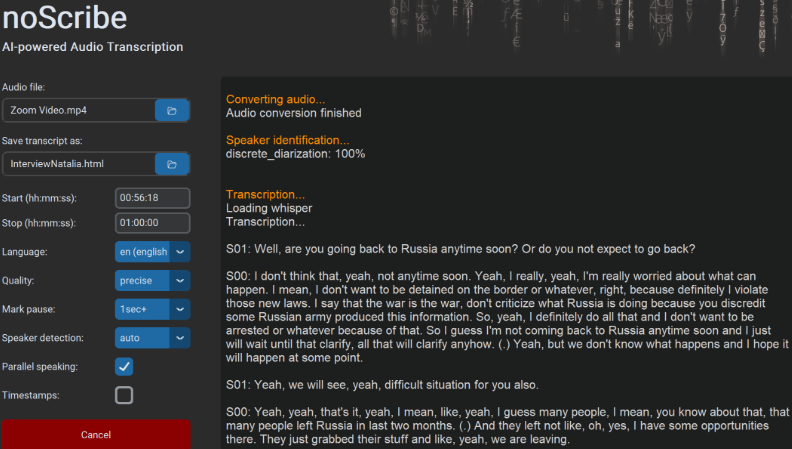 noScribe
AI-powered Audio Transcription
Audio file:
Zoom Video.mp4
Save transcript as:
InterviewNatalia.html
Start (hh:mm:ss):
00:56:18
Stop (hh:mm:ss):
01:00:00
Language:
en (english
Quality:
precise
Mark pause:
1sec+
Speaker detection:
auto
Parallel speaking:
Timestamps:
Cancel
Converting audio...
Audio conversion finished
Speaker identification...
discrete_diarization: 100%
Transcription...
Loading whisper
Transcription...
S01: Well, are you going back to Russia anytime soon? Or do you not expect to go back?
S00: I don't think that, yeah, not anytime soon. Yeah, I really, yeah, I'm really worried about what can
happen. I mean, I don't want to be detained on the border or whatever, right, because definitely I violate
those new laws. I say that the war is the war, don't criticize what Russia is doing because you discredit
some Russian army produced this information. So, yeah, I definitely do all that and I don't want to be
arrested or whatever because of that. So I guess I'm not coming back to Russia anytime soon and I just
will wait until that clarify, all that will clarify anyhow. (.) Yeah, but we don't know what happens and I hope it
will happen at some point.
S01: Yeah, we will see, yeah, difficult situation for you also.
S00: Yeah, yeah, that's it, yeah, I mean, like, yeah, I guess many people, I mean, you know about that, that
many people left Russia in last two months. (.) And they left not like, oh, yes, I have some opportunities
there. They just grabbed their stuff and like, yeah, we are leaving.